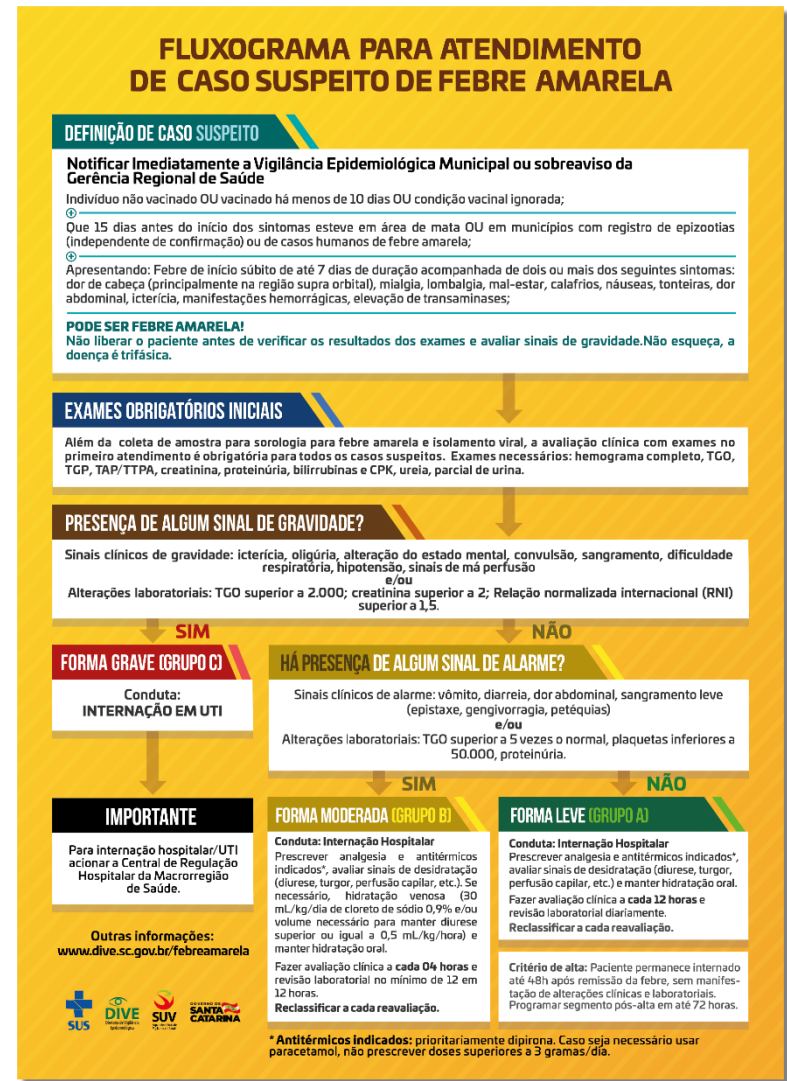 FLUXOGRAMA PARA ATENDIMENTO
DE CASO SUSPEITO DE FEBRE AMARELA
DEFINIÇÃO DE CASO SUSPEITO
Notificar Imediatamente a Vigilância Epidemiológica Municipal ou sobreaviso da
Gerência Regional de Saúde
Indivíduo não vacinado OU vacinado há menos de 10 dias OU condição vacinal ignorada;
Que 15 dias antes do início dos sintomas esteve em área de mata OU em municípios com registro de epizootias
(independente de confirmação) ou de casos humanos de febre amarela;
Apresentando: Febre de início súbito de até 7 dias de duração acompanhada de dois ou mais dos seguintes sintomas:
dor de cabeça (principalmente na região supra orbital), mialgia, lombalgia, mal-estar, calafrios, náuseas, tonteiras, dor
abdominal, icterícia, manifestações hemorrágicas, elevação de transaminases;
PODE SER FEBRE AMARELA!
Não liberar o paciente antes de verificar os resultados dos exames e avaliar sinais de gravidade.Não esqueça, a
doença é trifásica.
EXAMES OBRIGATÓRIOS INICIAIS
Além da coleta de amostra para sorologia para febre amarela e isolamento viral, a avaliação clínica com exames no
primeiro atendimento é obrigatória para todos os casos suspeitos. Exames necessários: hemograma completo, TGO,
TGP, TAP/TTPA, creatinina, proteinúria, bilirrubinas e CPK, ureia, parcial de urina.
PRESENÇA DE ALGUM SINAL DE GRAVIDADE?
Sinais clínicos de gravidade: icterícia, oligúria, alteração do estado mental, convulsão, sangramento, dificuldade
respiratória, hipotensão, sinais de má perfusão
e/ou
Alterações laboratoriais: TGO superior a 2.000; creatinina superior a 2; Relação normalizada internacional (RNI)
superior a 1,5.
SIM
NÃO
FORMA GRAVE (GRUPO C)
Conduta:
INTERNAÇÃO EM UTI
HÁ PRESENÇA DE ALGUM SINAL DE ALARME?
Sinais clínicos de alarme: vômito, diarreia, dor abdominal, sangramento leve
(epistaxe, gengivorragia, petéquias)
e/ou
Alterações laboratoriais: TGO superior a 5 vezes o normal, plaquetas inferiores a
50.000, proteinúria.
SIM
NÃO
IMPORTANTE
Para internação hospitalar/UTI
acionar a Central de Regulação
Hospitalar da Macrorregião
de Saúde.
FORMA MODERADA (GRUPO B)
Conduta: Internação Hospitalar
Prescrever analgesia e antitérmicos
indicados*, avaliar sinais de desidratação
(diurese, turgor, perfusão capilar, etc.). Se
necessário, hidratação venosa (30
mL/kg/dia de cloreto de sódio 0,9% e/ou
volume necessário para manter diurese
superior ou igual a 0,5 mL/kg/hora) e
manter hidratação oral.
Fazer avaliação clínica a cada 04 horas e
revisão laboratorial no mínimo de 12 em
12 horas.
Reclassificar a cada reavaliação.
FORMA LEVE (GRUPO A)
Conduta: Internação Hospitalar
Prescrever analgesia e antitérmicos indicados*,
avaliar sinais de desidratação (diurese, turgor,
perfusão capilar, etc.) e manter hidratação oral.
Fazer avaliação clínica a cada 12 horas e
revisão laboratorial diariamente.
Reclassificar a cada reavaliação.
Critério de alta: Paciente permanece internado
até 48h após remissão da febre, sem manifes-
tação de alterações clínicas e laboratoriais.
Programar segmento pós-alta em até 72 horas.
Outras informações:
www.dive.sc.gov.br/febreamarela
SUS
DIVE
SUV
GOVERNO DE
SANTA
CATARINA
* Antitérmicos indicados: prioritariamente dipirona. Caso seja necessário usar
paracetamol, não prescrever doses superiores a 3 gramas/dia.